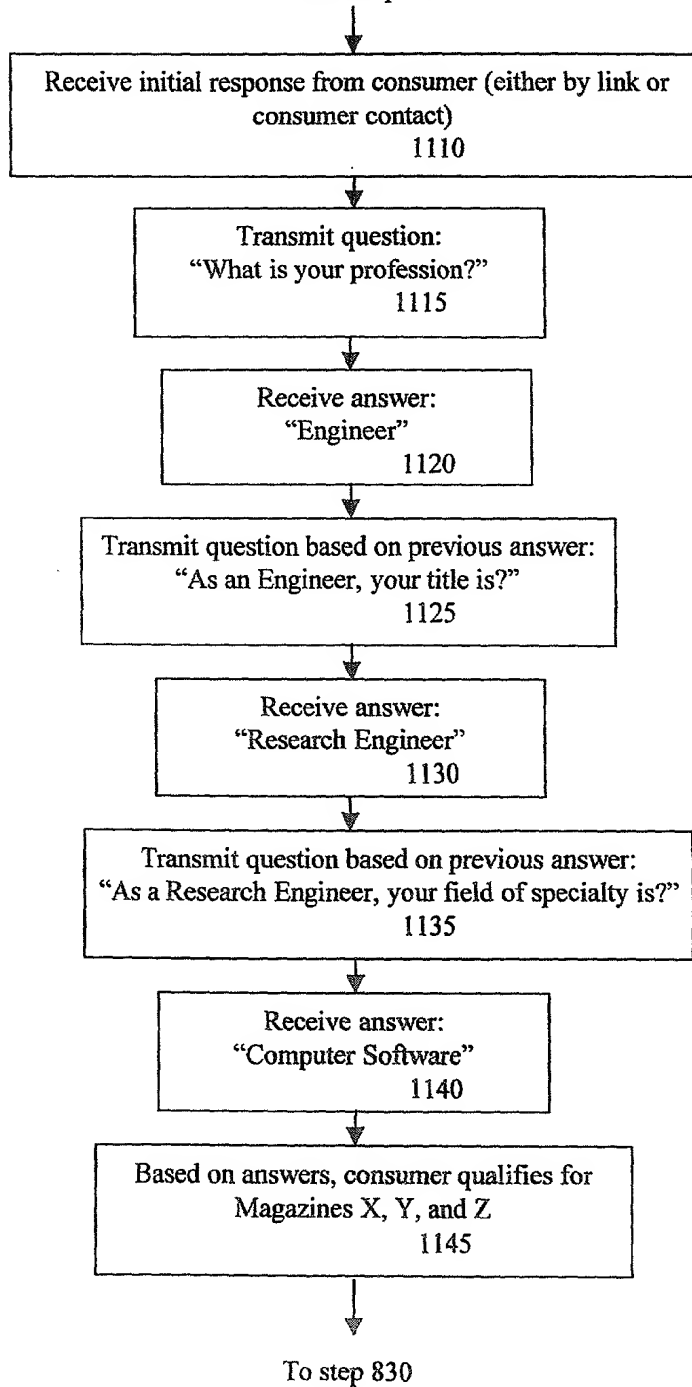 Receive initial response from consumer (either by link or
consumer contact)
1110
Transmit question:
“What is your profession?”
1115
Receive answer:
“Engineer”
1120
Transmit question based on previous answer:
“As an Engineer, your title is?”
1125
Receive answer:
“Research Engineer”
1130
Transmit question based on previous answer:
“As a Research Engineer, your field of specialty is?”
1135
Receive answer:
“Computer Software”
1140
Based on answers, consumer qualifies for
Magazines X, Y, and Z
1145
To step 830